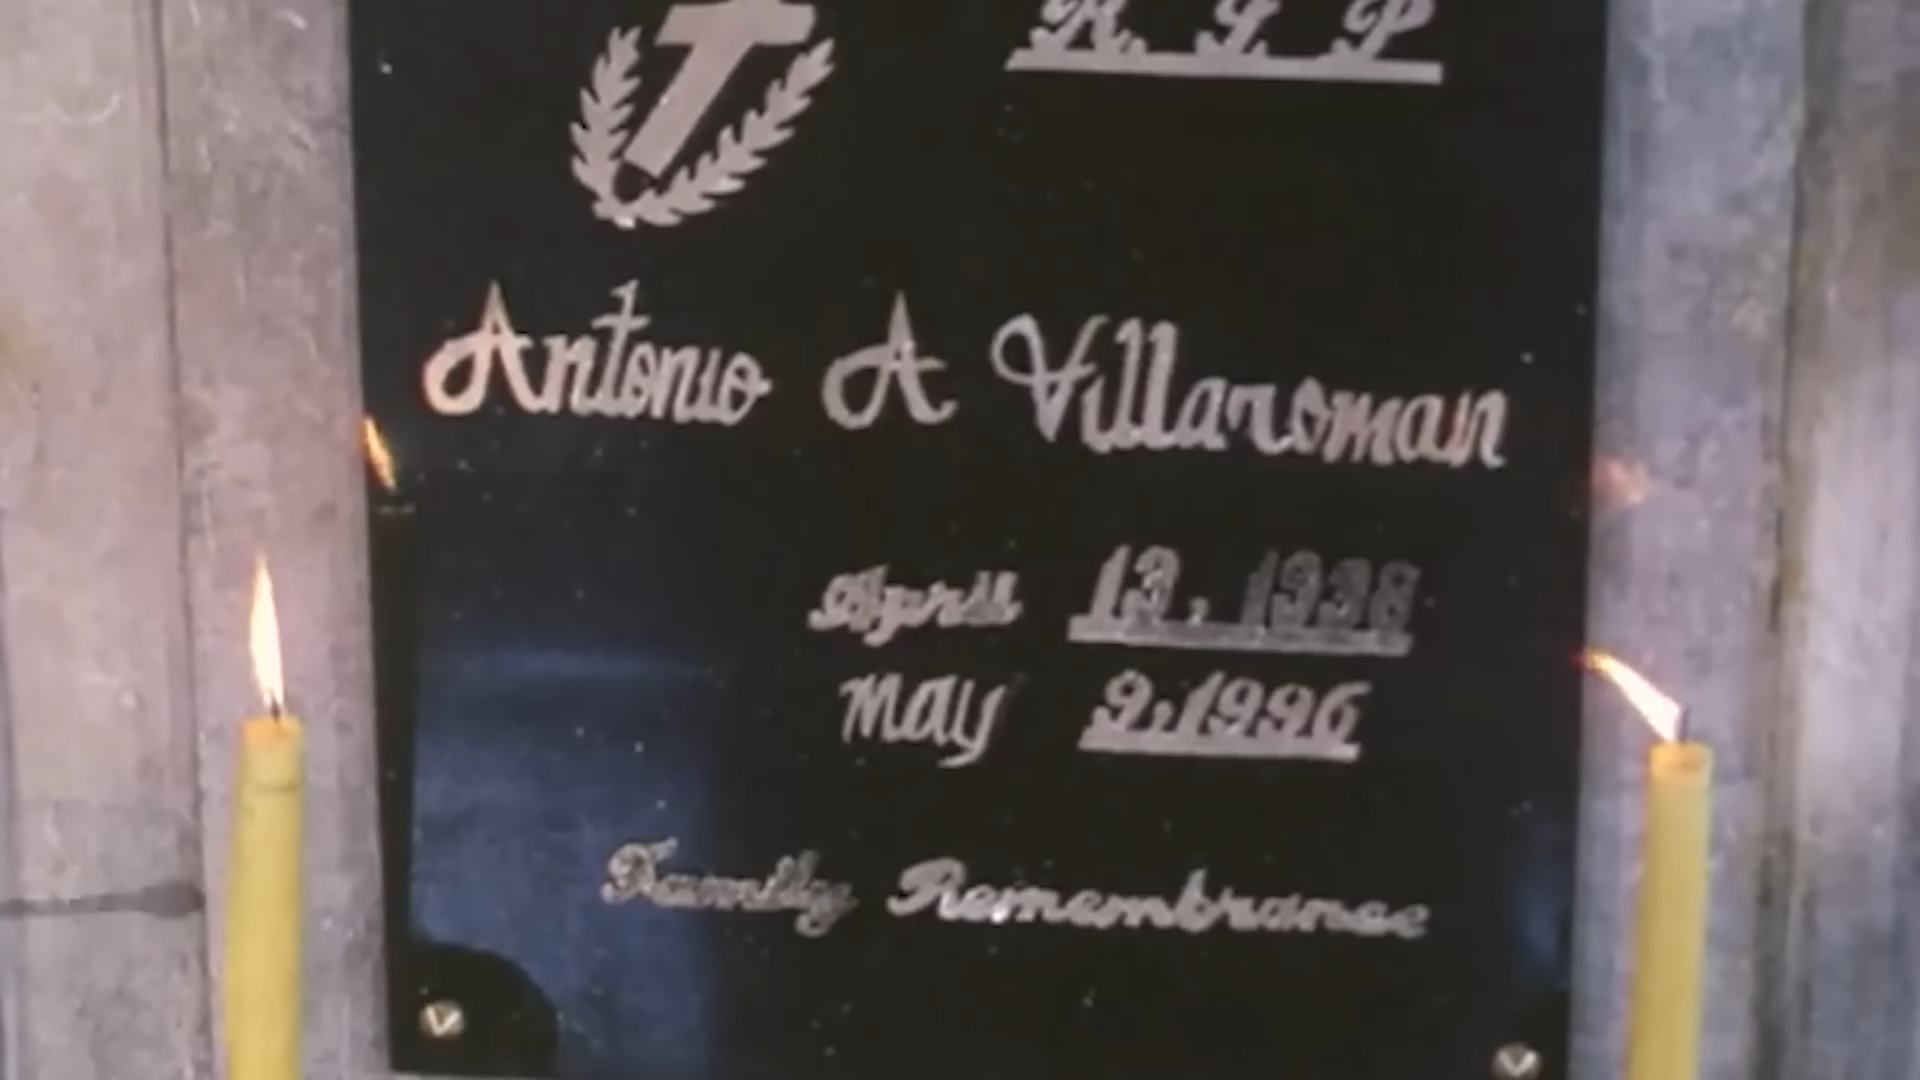 R. I. P
Antonio A Villaroman
April 13, 1938
May 9, 1996
Family Remembrance